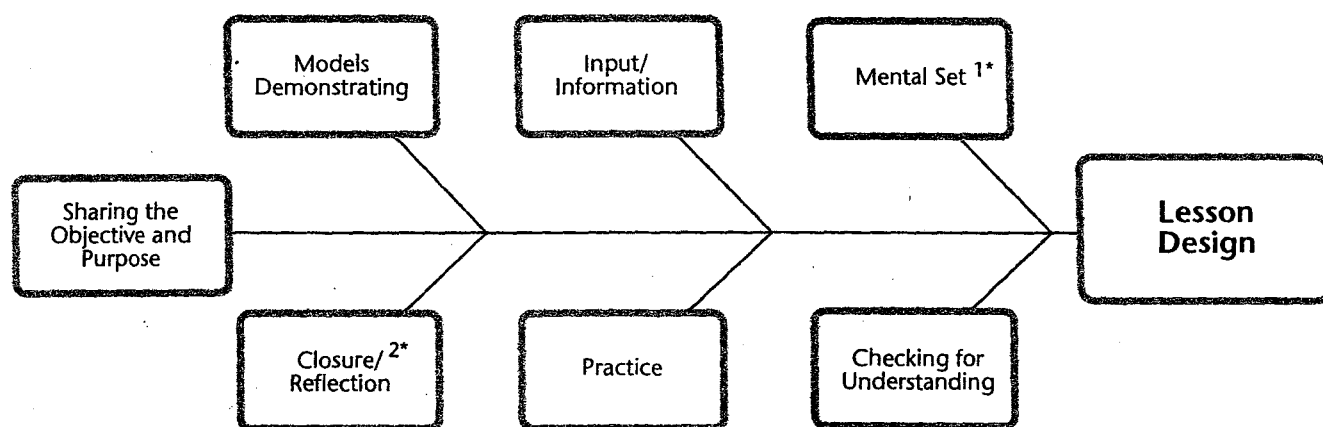 Models
Demonstrating
Input/
Information
Mental Set 1*
Sharing the
Objective and
Purpose
Lesson
Design
Closure/ 2*
Reflection
Practice
Checking for
Understanding